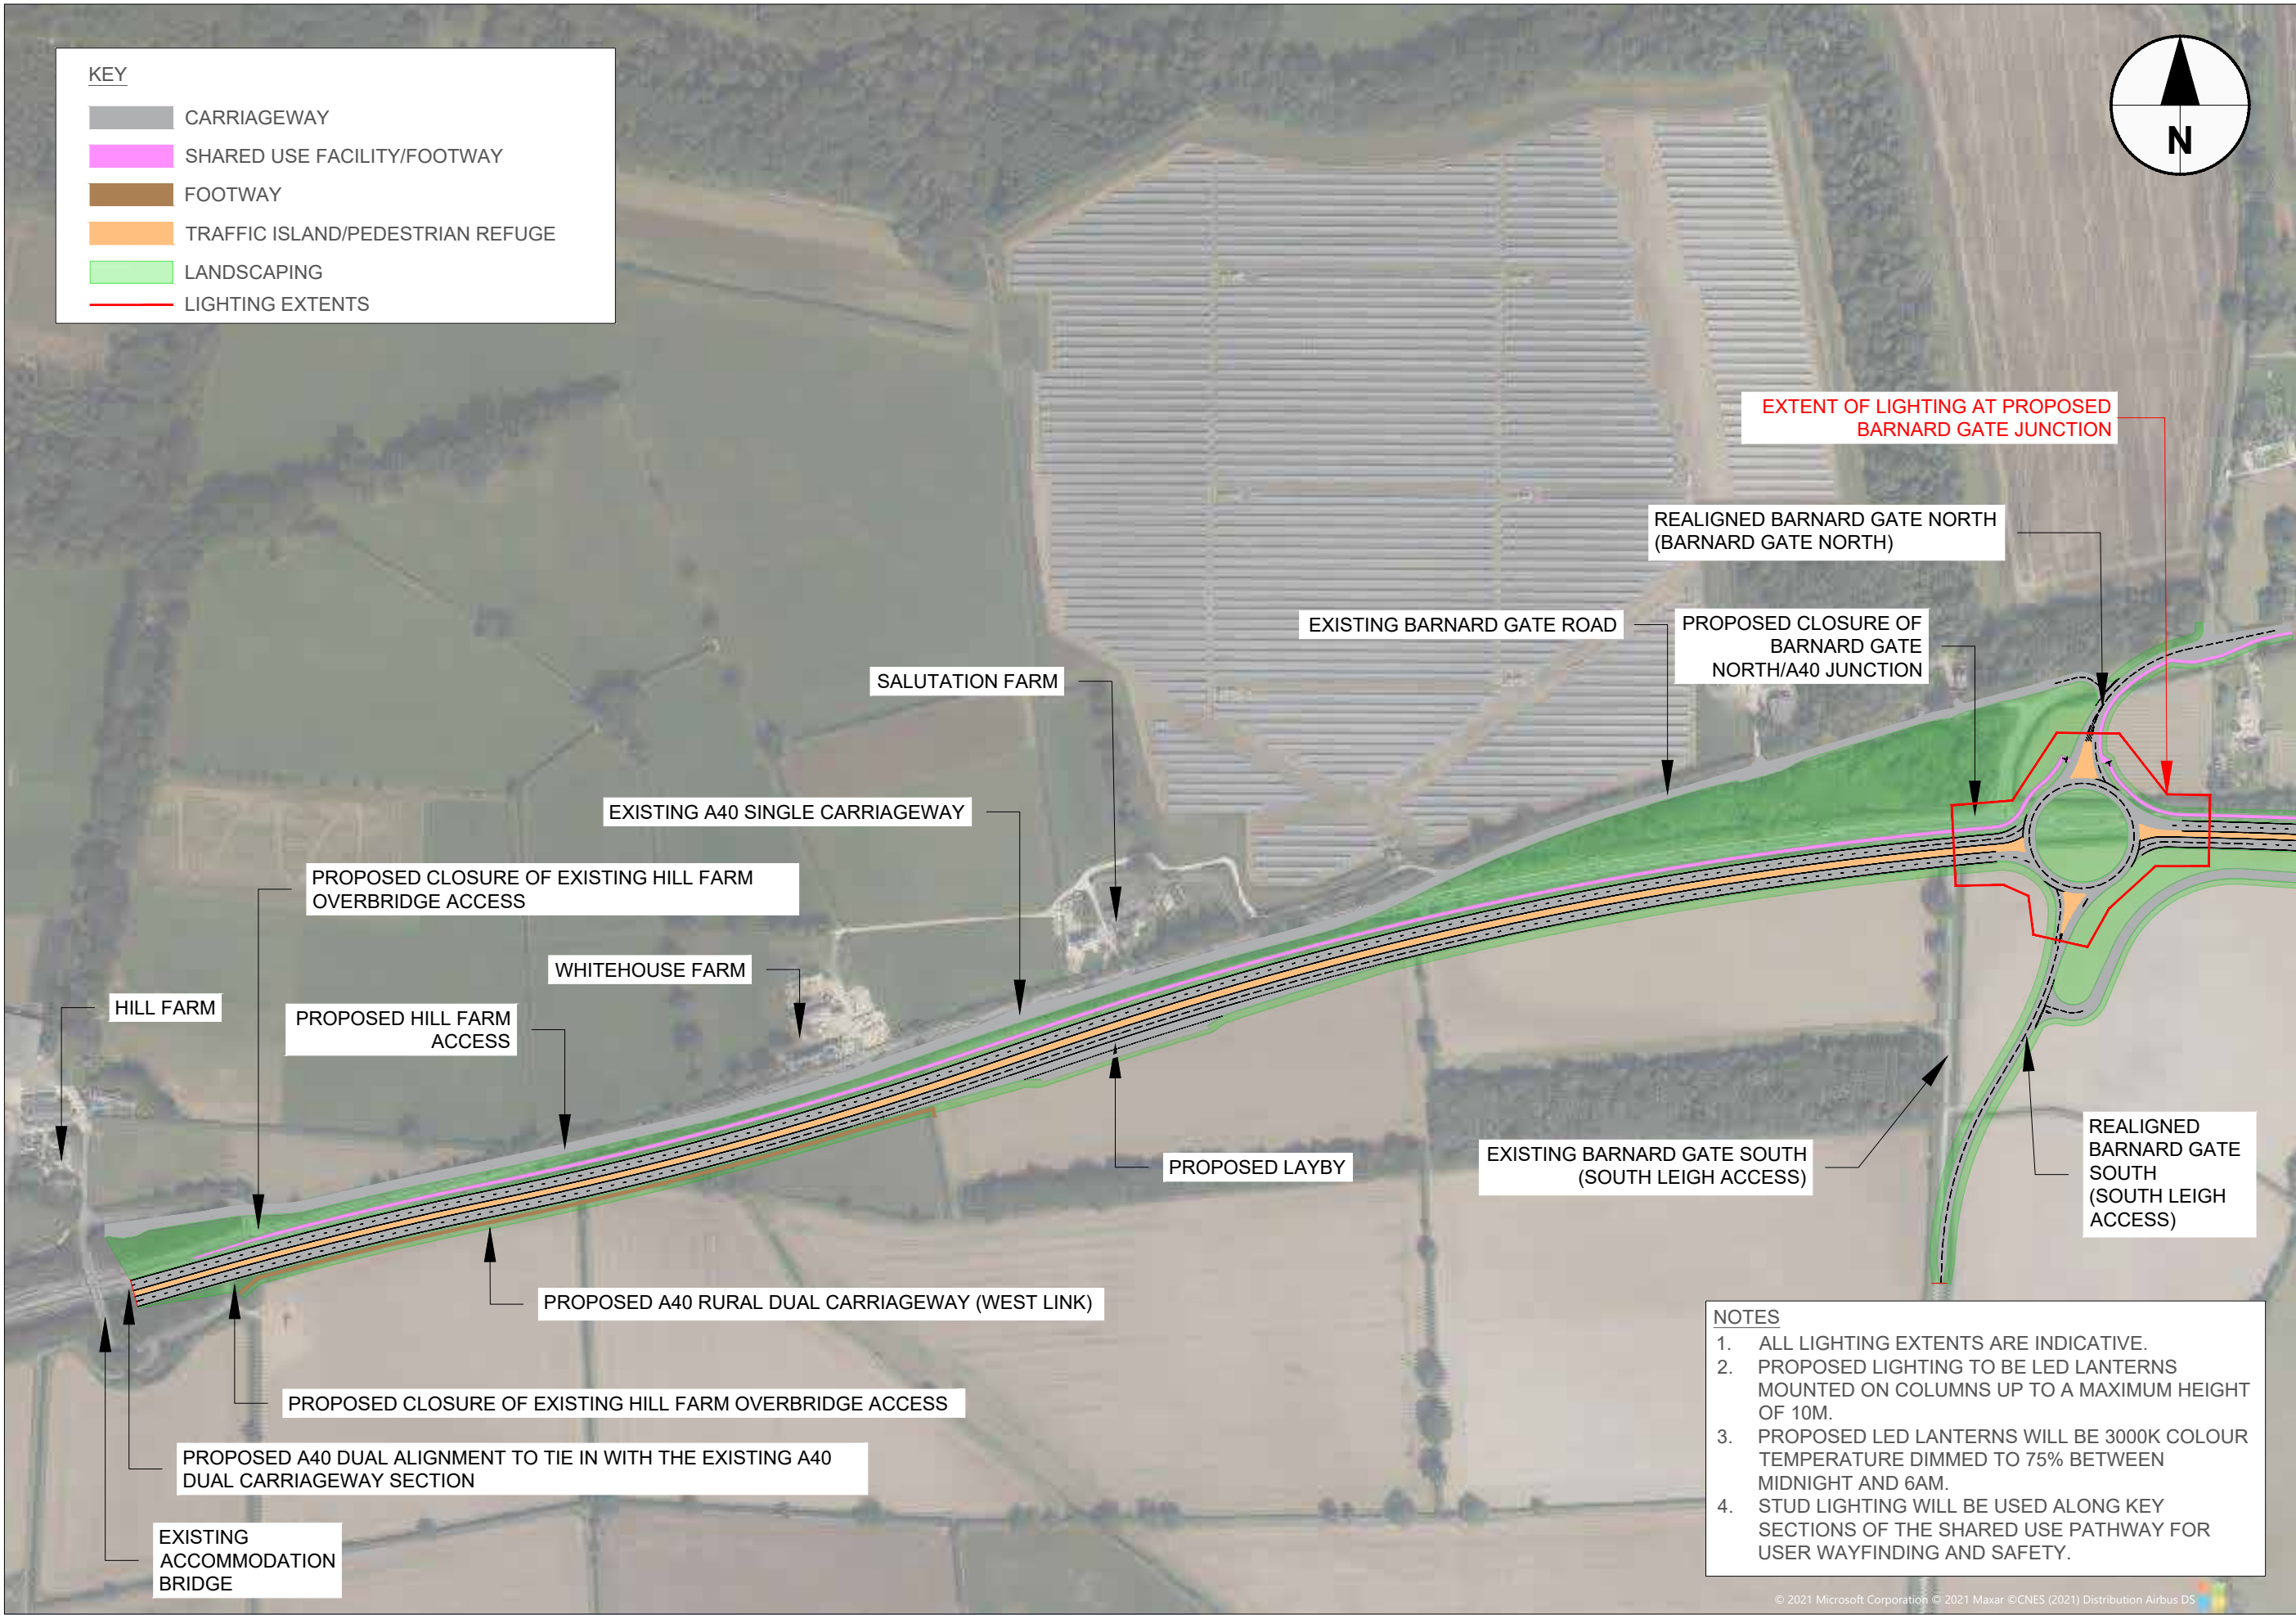 KEY
CARRIAGEWAY
SHARED USE FACILITY/FOOTWAY
FOOTWAY
TRAFFIC ISLAND/PEDESTRIAN REFUGE
LANDSCAPING
LIGHTING EXTENTS
N
EXTENT OF LIGHTING AT PROPOSED
BARNARD GATE JUNCTION
REALIGNED BARNARD GATE NORTH
(BARNARD GATE NORTH)
EXISTING BARNARD GATE ROAD
PROPOSED CLOSURE OF
BARNARD GATE
NORTH/A40 JUNCTION
SALUTATION FARM
EXISTING A40 SINGLE CARRIAGEWAY
PROPOSED CLOSURE OF EXISTING HILL FARM
OVERBRIDGE ACCESS
WHITEHOUSE FARM
HILL FARM
PROPOSED HILL FARM
ACCESS
PROPOSED LAYBY
EXISTING BARNARD GATE SOUTH
(SOUTH LEIGH ACCESS)
REALIGNED
BARNARD GATE
SOUTH
(SOUTH LEIGH
ACCESS)
PROPOSED A40 RURAL DUAL CARRIAGEWAY (WEST LINK)
PROPOSED CLOSURE OF EXISTING HILL FARM OVERBRIDGE ACCESS
PROPOSED A40 DUAL ALIGNMENT TO TIE IN WITH THE EXISTING A40
DUAL CARRIAGEWAY SECTION
EXISTING
ACCOMMODATION
BRIDGE
NOTES
1. ALL LIGHTING EXTENTS ARE INDICATIVE.
2. PROPOSED LIGHTING TO BE LED LANTERNS
MOUNTED ON COLUMNS UP TO A MAXIMUM HEIGHT
OF 10M.
3. PROPOSED LED LANTERNS WILL BE 3000K COLOUR
TEMPERATURE DIMMED TO 75% BETWEEN
MIDNIGHT AND 6AM.
4. STUD LIGHTING WILL BE USED ALONG KEY
SECTIONS OF THE SHARED USE PATHWAY FOR
USER WAYFINDING AND SAFETY.
© 2021 Microsoft Corporation © 2021 Maxar ©CNES (2021) Distribution Airbus DS